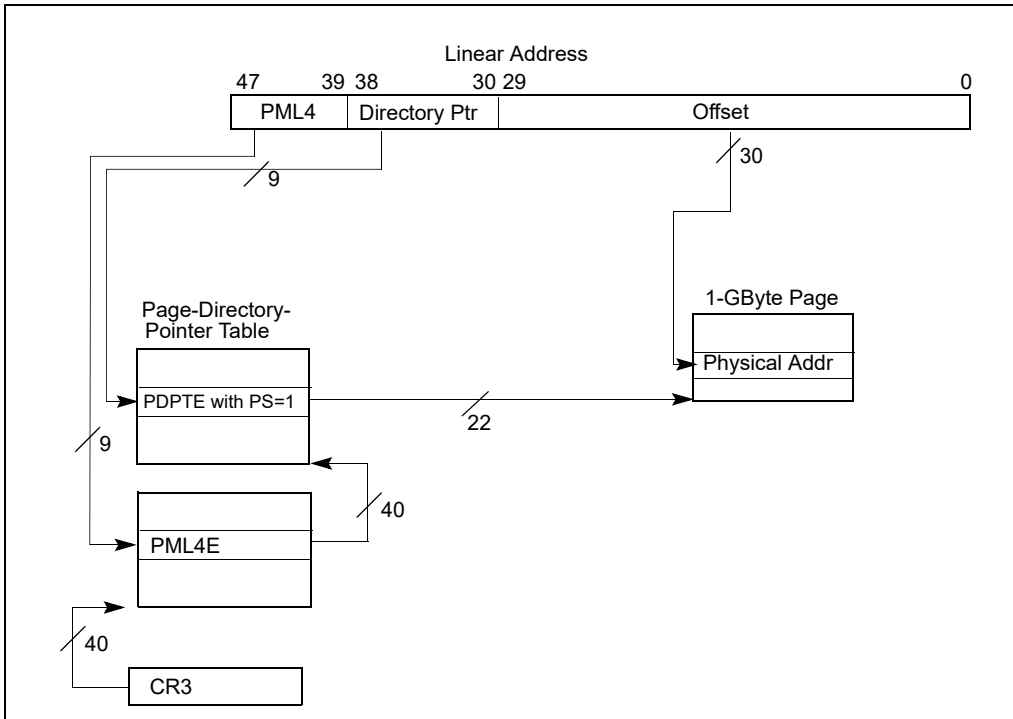 Linear Address
47 39 38 30 29 0
PML4 Directory Ptr Offset
9
30
Page-Directory-
Pointer Table
1-GByte Page
Physical Addr
PDPTE with PS=1
22
9
40
PML4E
40
CR3